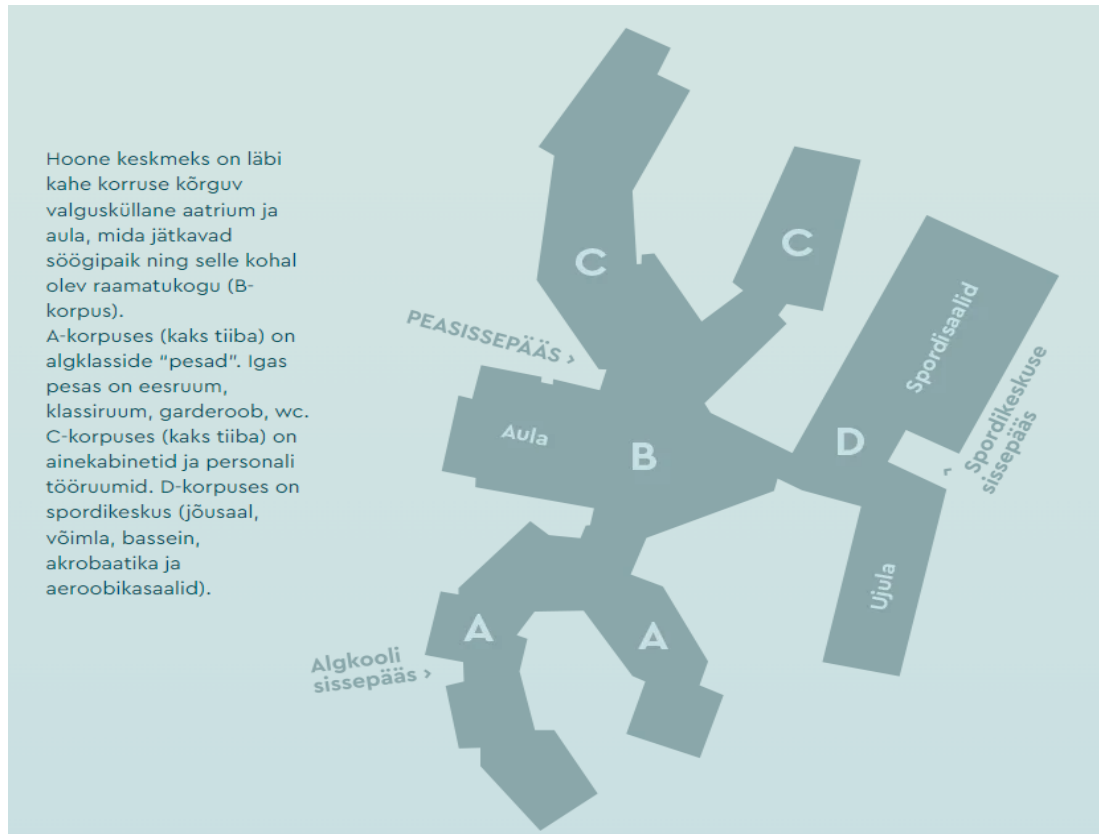 Hoone keskmeks on läbi
kahe korruse kõrguv
valgusküllane aatrium ja
aula, mida jätkavad
söögipaik ning selle kohal
olev raamatukogu (B-
korpus).
A-korpuses (kaks tiiba) on
algklasside “pesad”. Igas
pesas on eesruum,
klassiruum, garderoob, wc.
C-korpuses (kaks tiiba) on
ainekabinetid ja personali
tööruumid. D-korpuses on
spordikeskus (jõusaal,
võimla, bassein,
akrobaatika ja
aeroobikasaalid).
C
C
PEASISSEPÄÄS ›
Spordisaalid
Spordikeskuse
sissepääs ›
Aula
B
D
Ujula
A
A
Algkooli
sissepääs ›